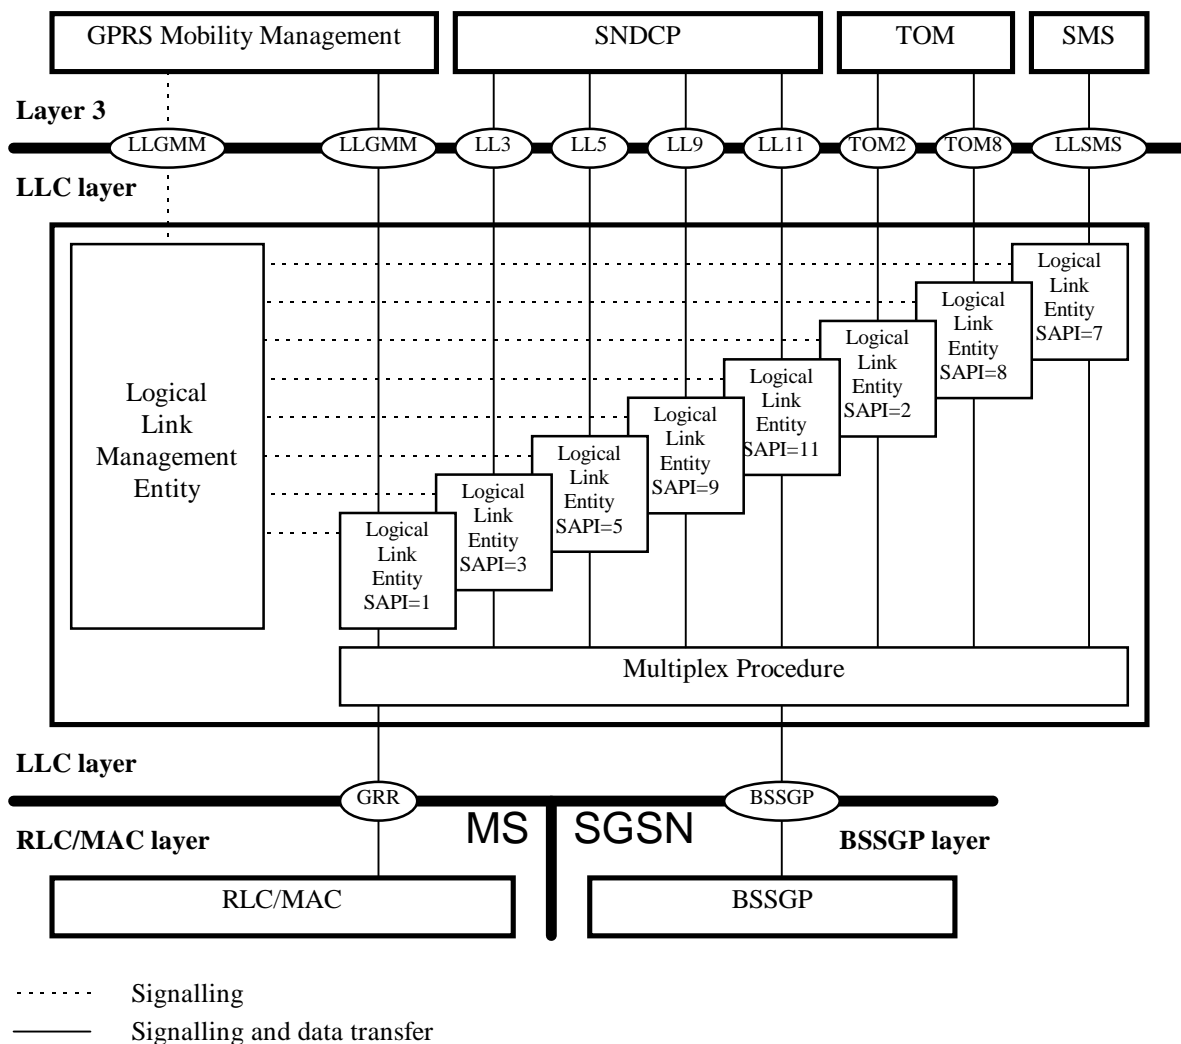 GPRS Mobility Management
SNDCP
TOM
SMS
Layer 3
LLGMM
LLGMM
LL3
LL5
LL9
LL11
TOM2
TOM8
LLSMS
LLC layer
Logical
Link
Management
Entity
Logical
Link
Entity
SAPI=1
Logical
Link
Entity
SAPI=3
Logical
Link
Entity
SAPI=5
Logical
Link
Entity
SAPI=9
Logical
Link
Entity
SAPI=11
Logical
Link
Entity
SAPI=2
Logical
Link
Entity
SAPI=8
Logical
Link
Entity
SAPI=7
Multiplex Procedure
LLC layer
GRR
BSSGP
RLC/MAC layer
MS
SGSN
BSSGP layer
RLC/MAC
BSSGP
Signalling
Signalling and data transfer